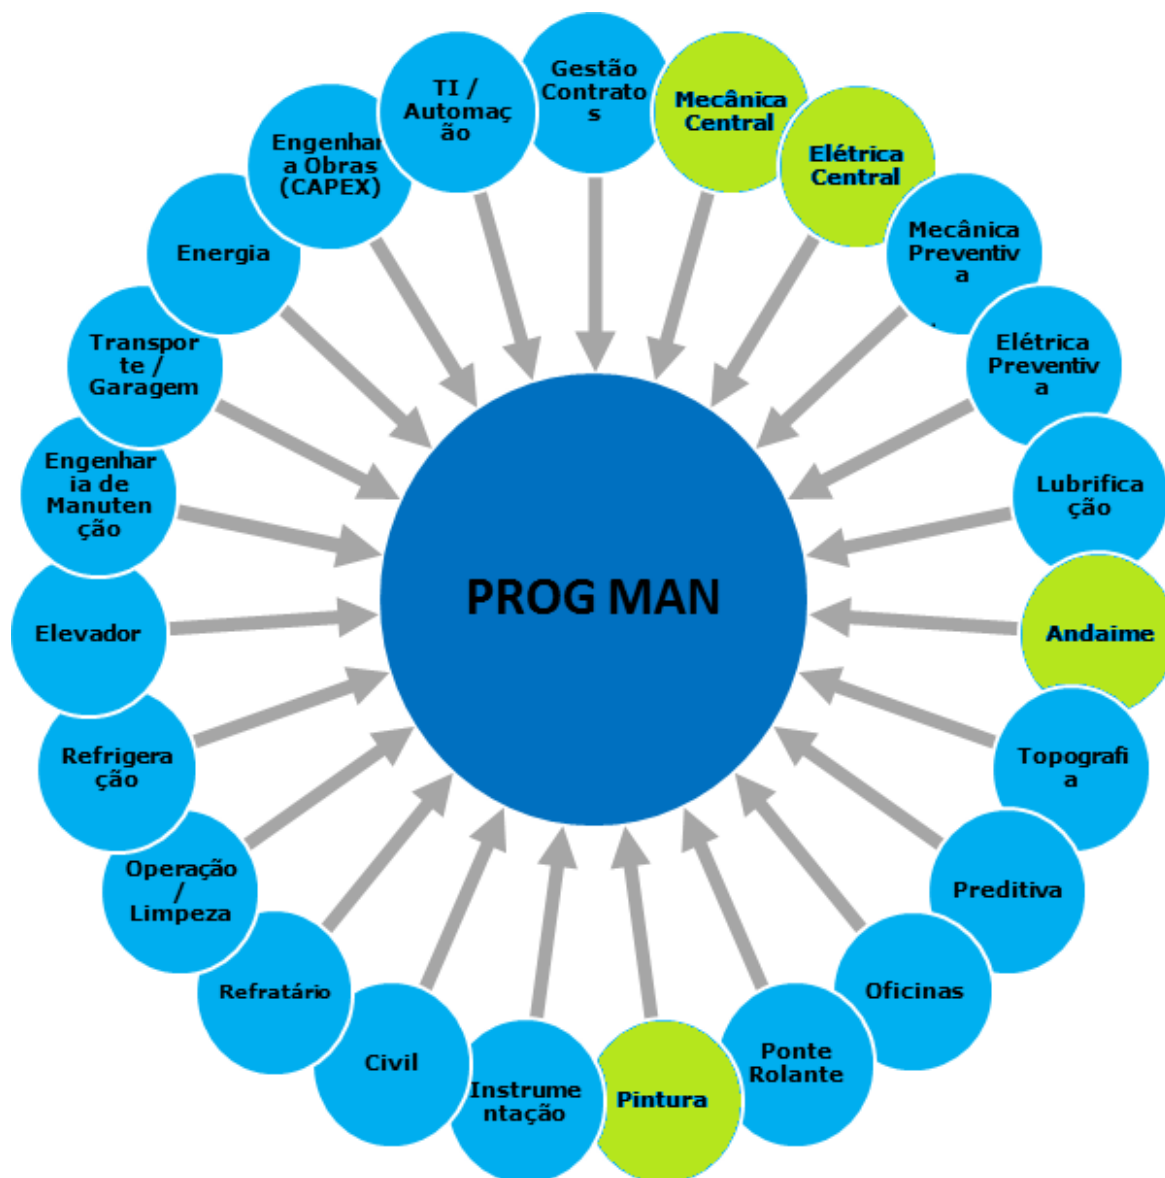 Gestão
Contrato
s
Mecânica
Central
Elétrica
Central
Mecânica
Preventiv
a
Elétrica
Preventiv
a
Lubrifica
ção
Andaime
Topografi
a
Preditiva
Oficinas
Ponte
Rolante
Pintura
Instrume
ntação
Civil
Refratário
Operação
/
Limpeza
Refrigera
ção
Elevador
Engenhar
ia de
Manuten
ção
Transpor
te /
Garagem
Energia
Engenhar
a Obras
(CAPEX)
TI /
Automaç
ão
PROG MAN